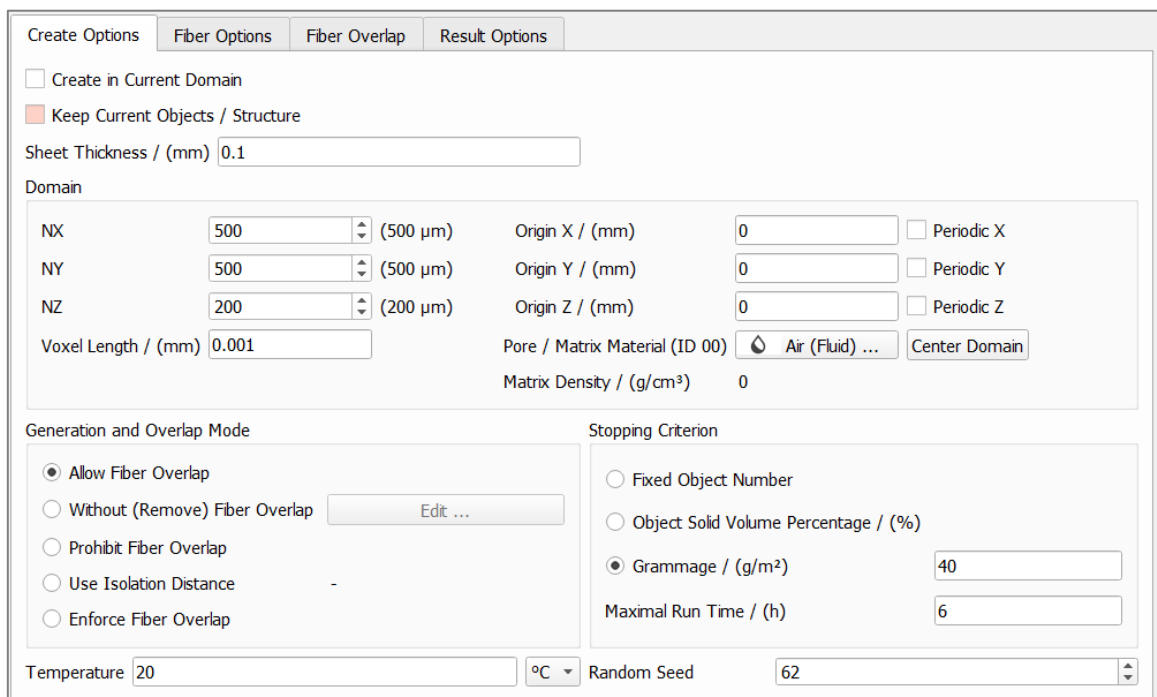 Create Options Fiber Options Fiber Overlap Result Options
Create in Current Domain
Keep Current Objects / Structure
Sheet Thickness / (mm) 0.1
Domain
NX 500 (500 µm) Origin X / (mm) 0 Periodic X
NY 500 (500 µm) Origin Y / (mm) 0 Periodic Y
NZ 200 (200 µm) Origin Z / (mm) 0 Periodic Z
Voxel Length / (mm) 0.001 Pore / Matrix Material (ID 00) Air (Fluid) ... Center Domain
Matrix Density / (g/cm³) 0
Generation and Overlap Mode
Allow Fiber Overlap
Without (Remove) Fiber Overlap Edit ...
Prohibit Fiber Overlap
Use Isolation Distance -
Enforce Fiber Overlap
Stopping Criterion
Fixed Object Number
Object Solid Volume Percentage / (%)
Grammage / (g/m²) 40
Maximal Run Time / (h) 6
Temperature 20 ºC Random Seed 62